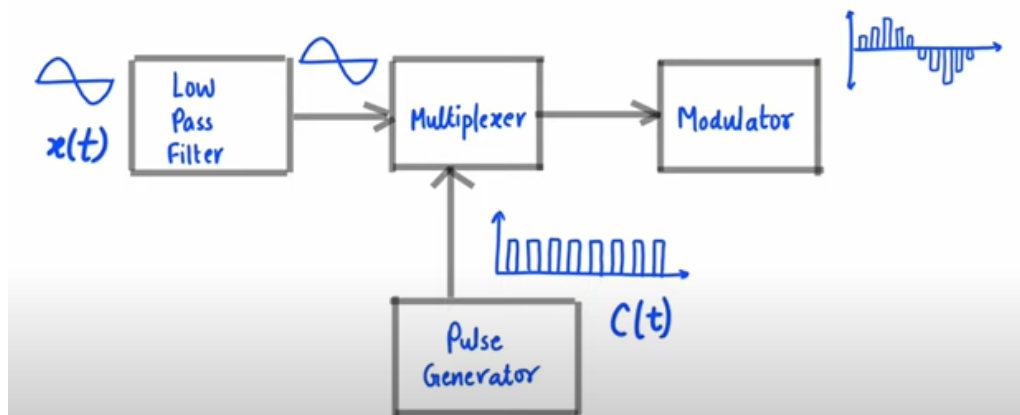 x(t)
Low
Pass
Filter
Multiplexer
Modulator
C(t)
Pulse
Generator